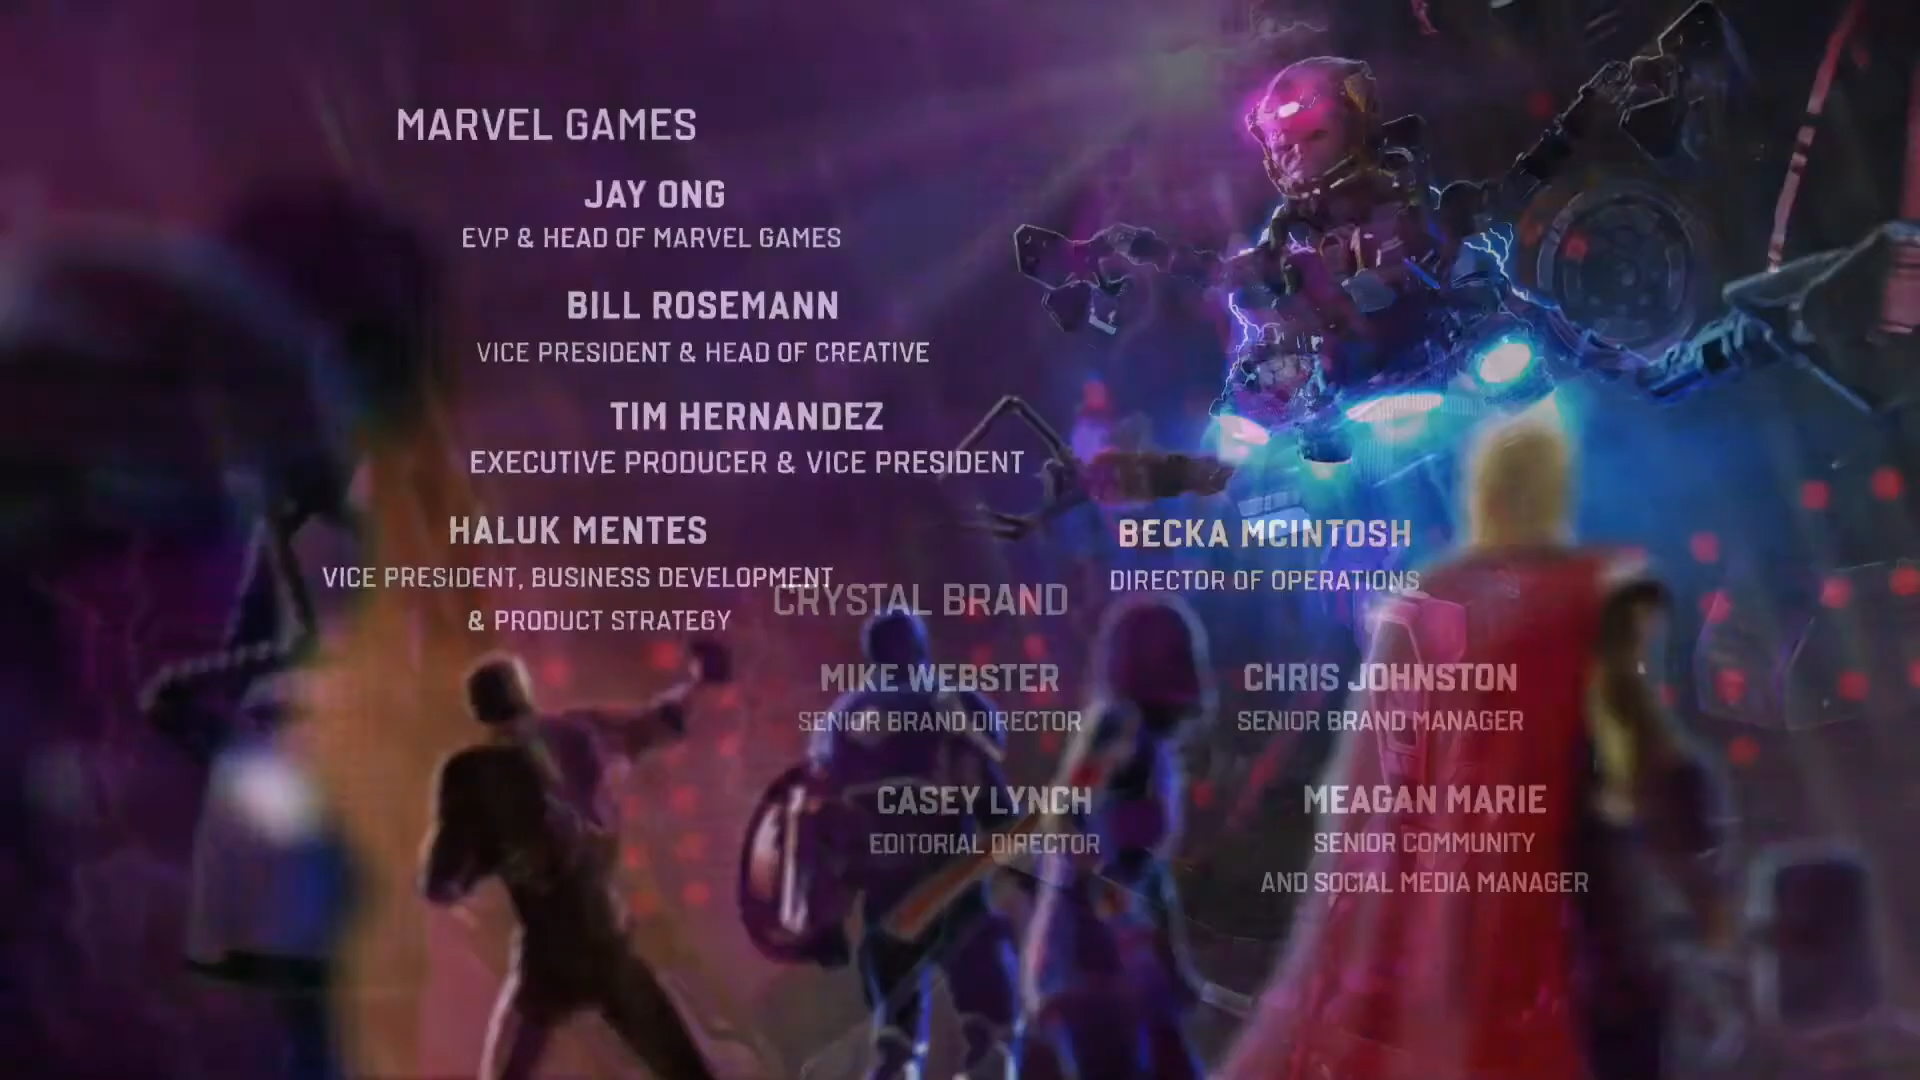 MARVEL GAMES
JAY ONG
EVP & HEAD OF MARVEL GAMES
BILL ROSEMANN
VICE PRESIDENT & HEAD OF CREATIVE
TIM HERNANDEZ
EXECUTIVE PRODUCER & VICE PRESIDENT
HALUK MENTES
VICE PRESIDENT, BUSINESS DEVELOPMENT
& PRODUCT STRATEGY
BECKA MCINTOSH
DIRECTOR OF OPERATIONS
CRYSTAL BRAND
MIKE WEBSTER
SENIOR BRAND DIRECTOR
CHRIS JOHNSTON
SENIOR BRAND MANAGER
CASEY LYNCH
EDITORIAL DIRECTOR
MEAGAN MARIE
SENIOR COMMUNITY
AND SOCIAL MEDIA MANAGER